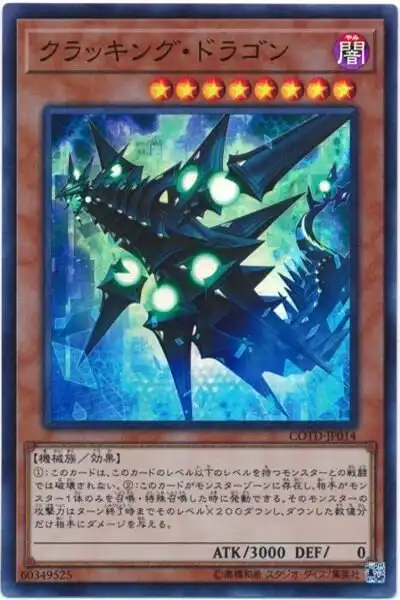 クラッキング・ドラゴン
闇
COTD-JP014
【機械族/効果】
①:このカードは、このカードのレベル以下のレベルを持つモンスターとの戦闘
では破壊されない。②:このカードがモンスターゾーンに存在し、相手がモ
ンスター1体のみを召喚・特殊召喚した時に発動できる。そのモンスターの
攻撃力はターン終了時までそのレベル×200ダウンし、ダウンした数値分
だけ相手にダメージを与える。
ATK/3000 DEF/ 0
60349525
©高橋和希 スタジオ・ダイス/集英社